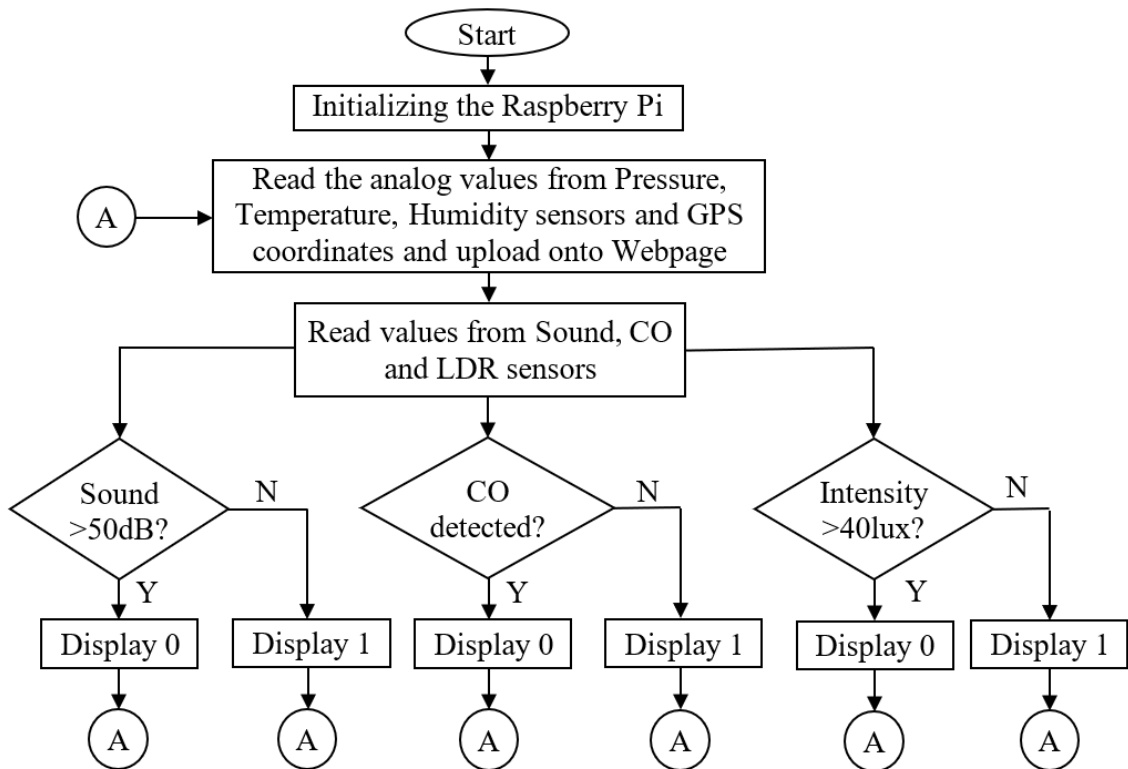 Start
Initializing the Raspberry Pi
Read the analog values from Pressure,
Temperature, Humidity sensors and GPS
coordinates and upload onto Webpage
A
Read values from Sound, CO
and LDR sensors
Sound
>50dB?
N
Y
CO
detected?
N
Y
Intensity
>40lux?
N
Y
Display 0
Display 1
Display 0
Display 1
Display 0
Display 1
A
A
A
A
A
A